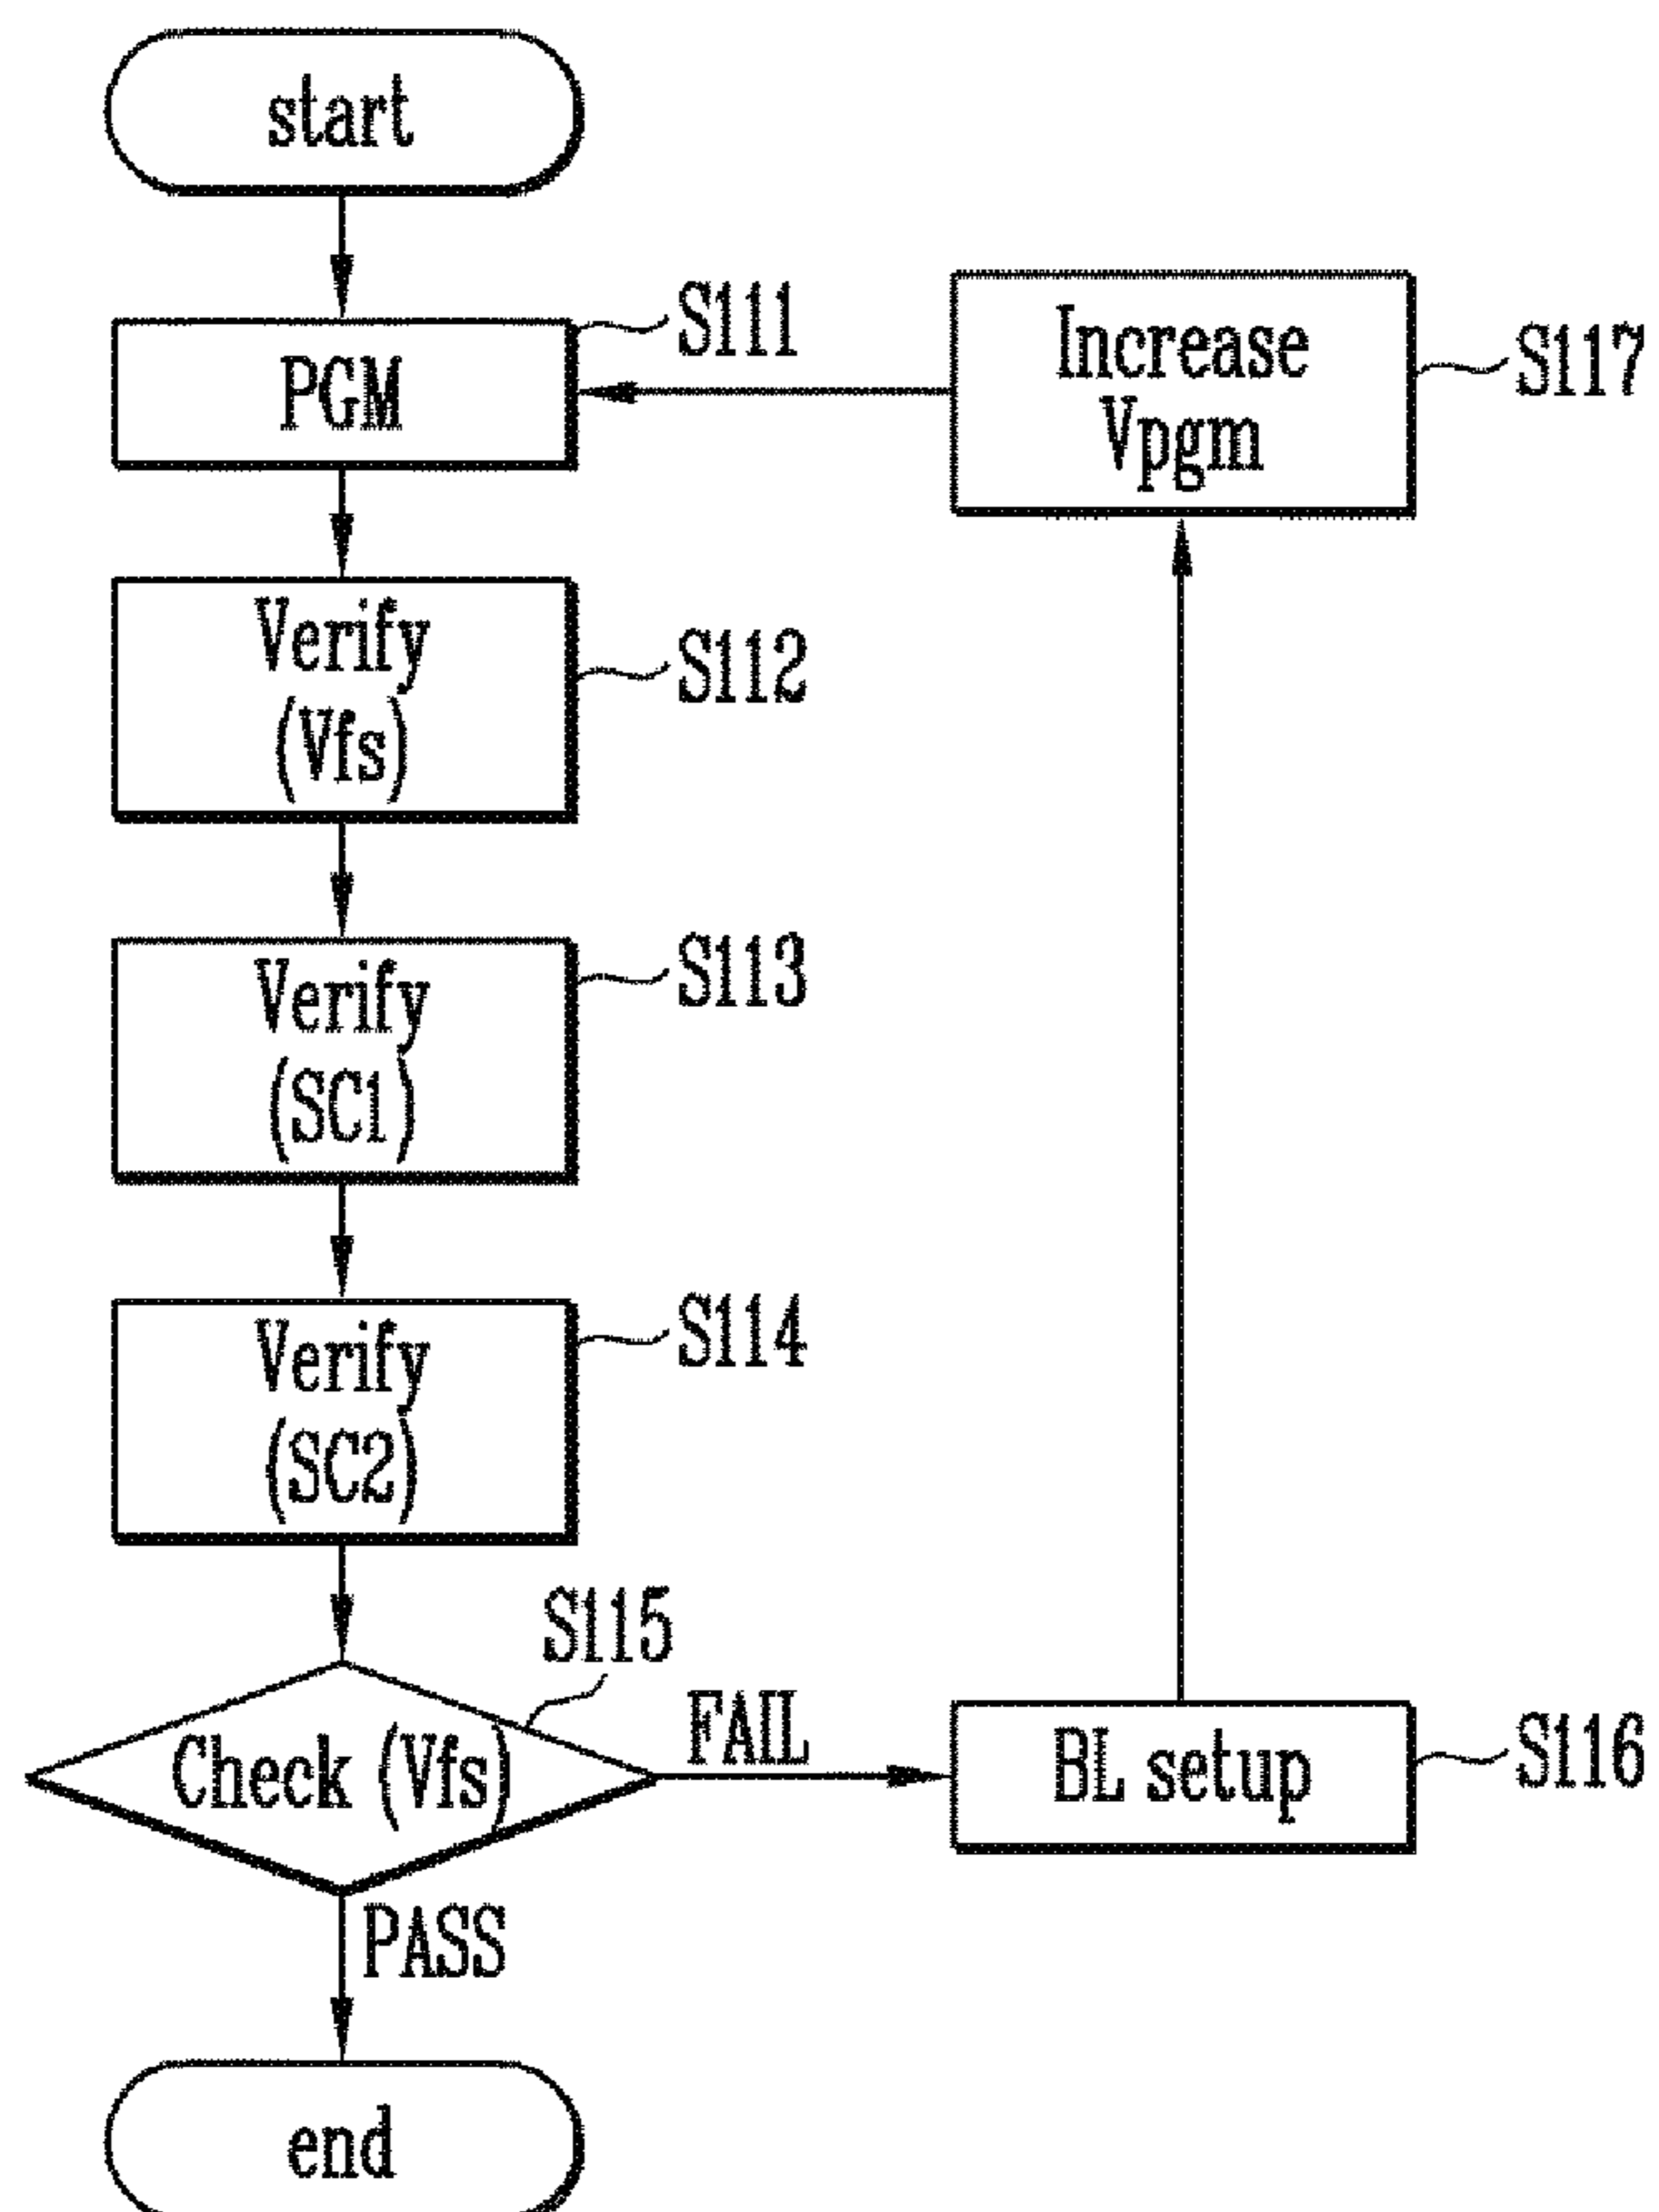 start
PGM
S111
Increase
Vpgm
S117
Verify
(Vfs)
S112
Verify
(SC1)
S113
Verify
(SC2)
S114
Check (Vfs)
S115
FAIL
BL setup
S116
PASS
end